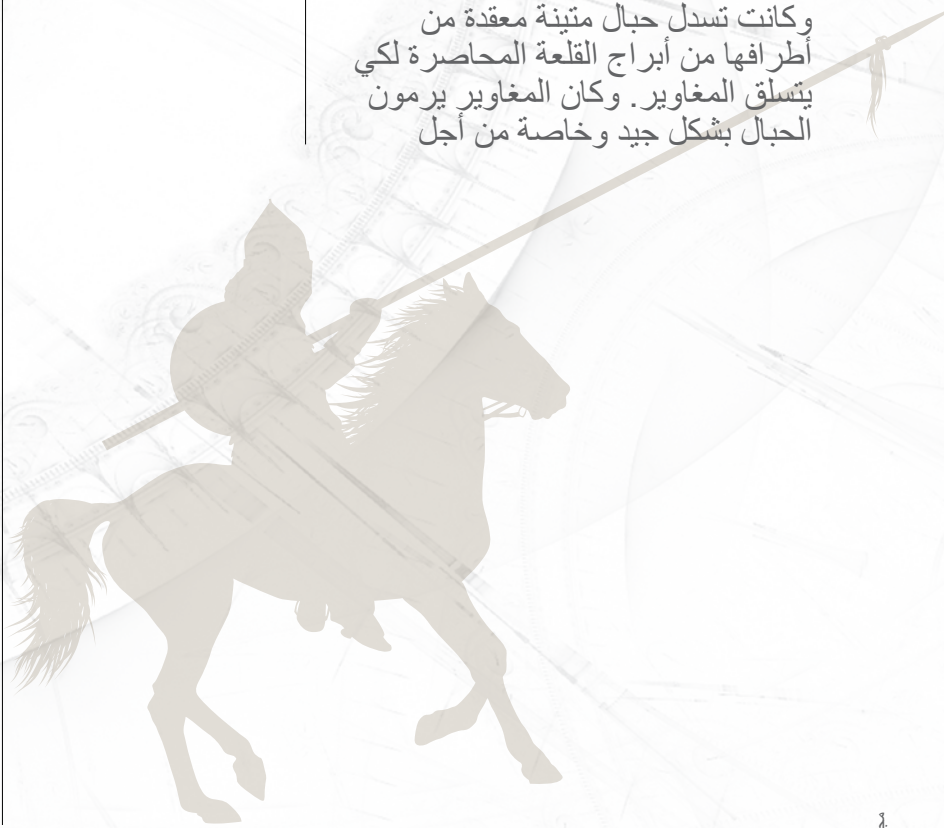 وكانت تسدل حبال متينة معقدة من
أطرافها من أبراج القلعة المحاصرة لكي
يتسلق المغاوير. وكان المغاوير يرمون
الحبال بشكل جيد وخاصة من أجل